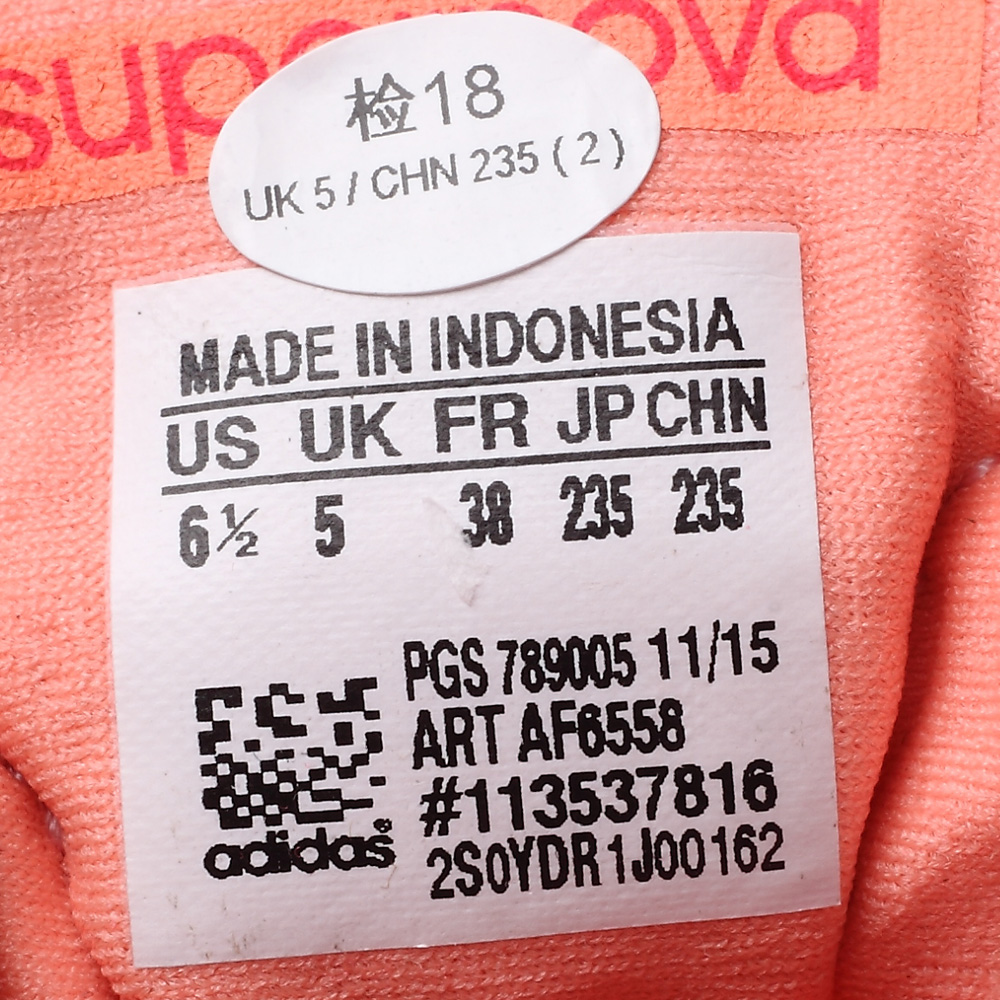 supernova
检18
UK 5 / CHN 235 ( 2 )
MADE IN INDONESIA
US UK FR JP CHN
6½ 5 38 235 235
PGS 789005 11/15
ART AF6558
#113537816
2S0YDR1J00162
adidas